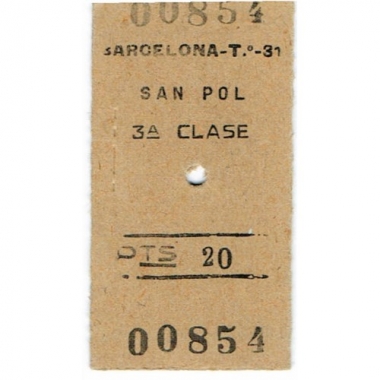 00854
BARCELONA-T.º-31
SAN POL
3ª CLASE
PTS 20
00854